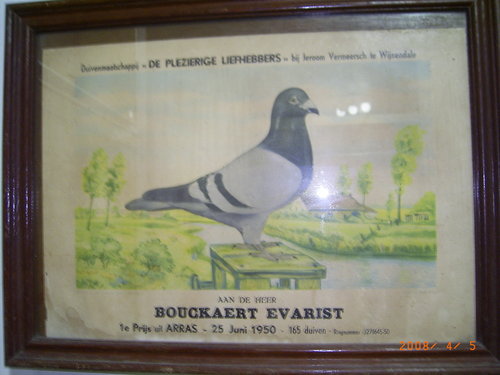 Duivenmaatschappij « DE PLEZIERIGE LIEFHEBBERS » bij Jeroom Vermeersch te Wijnendale
AAN DE HEER
BOUCKAERT EVARIST
1e Prijs uit ARRAS - 25 Juni 1950 - 165 duiven -
2008/ 4/ 5